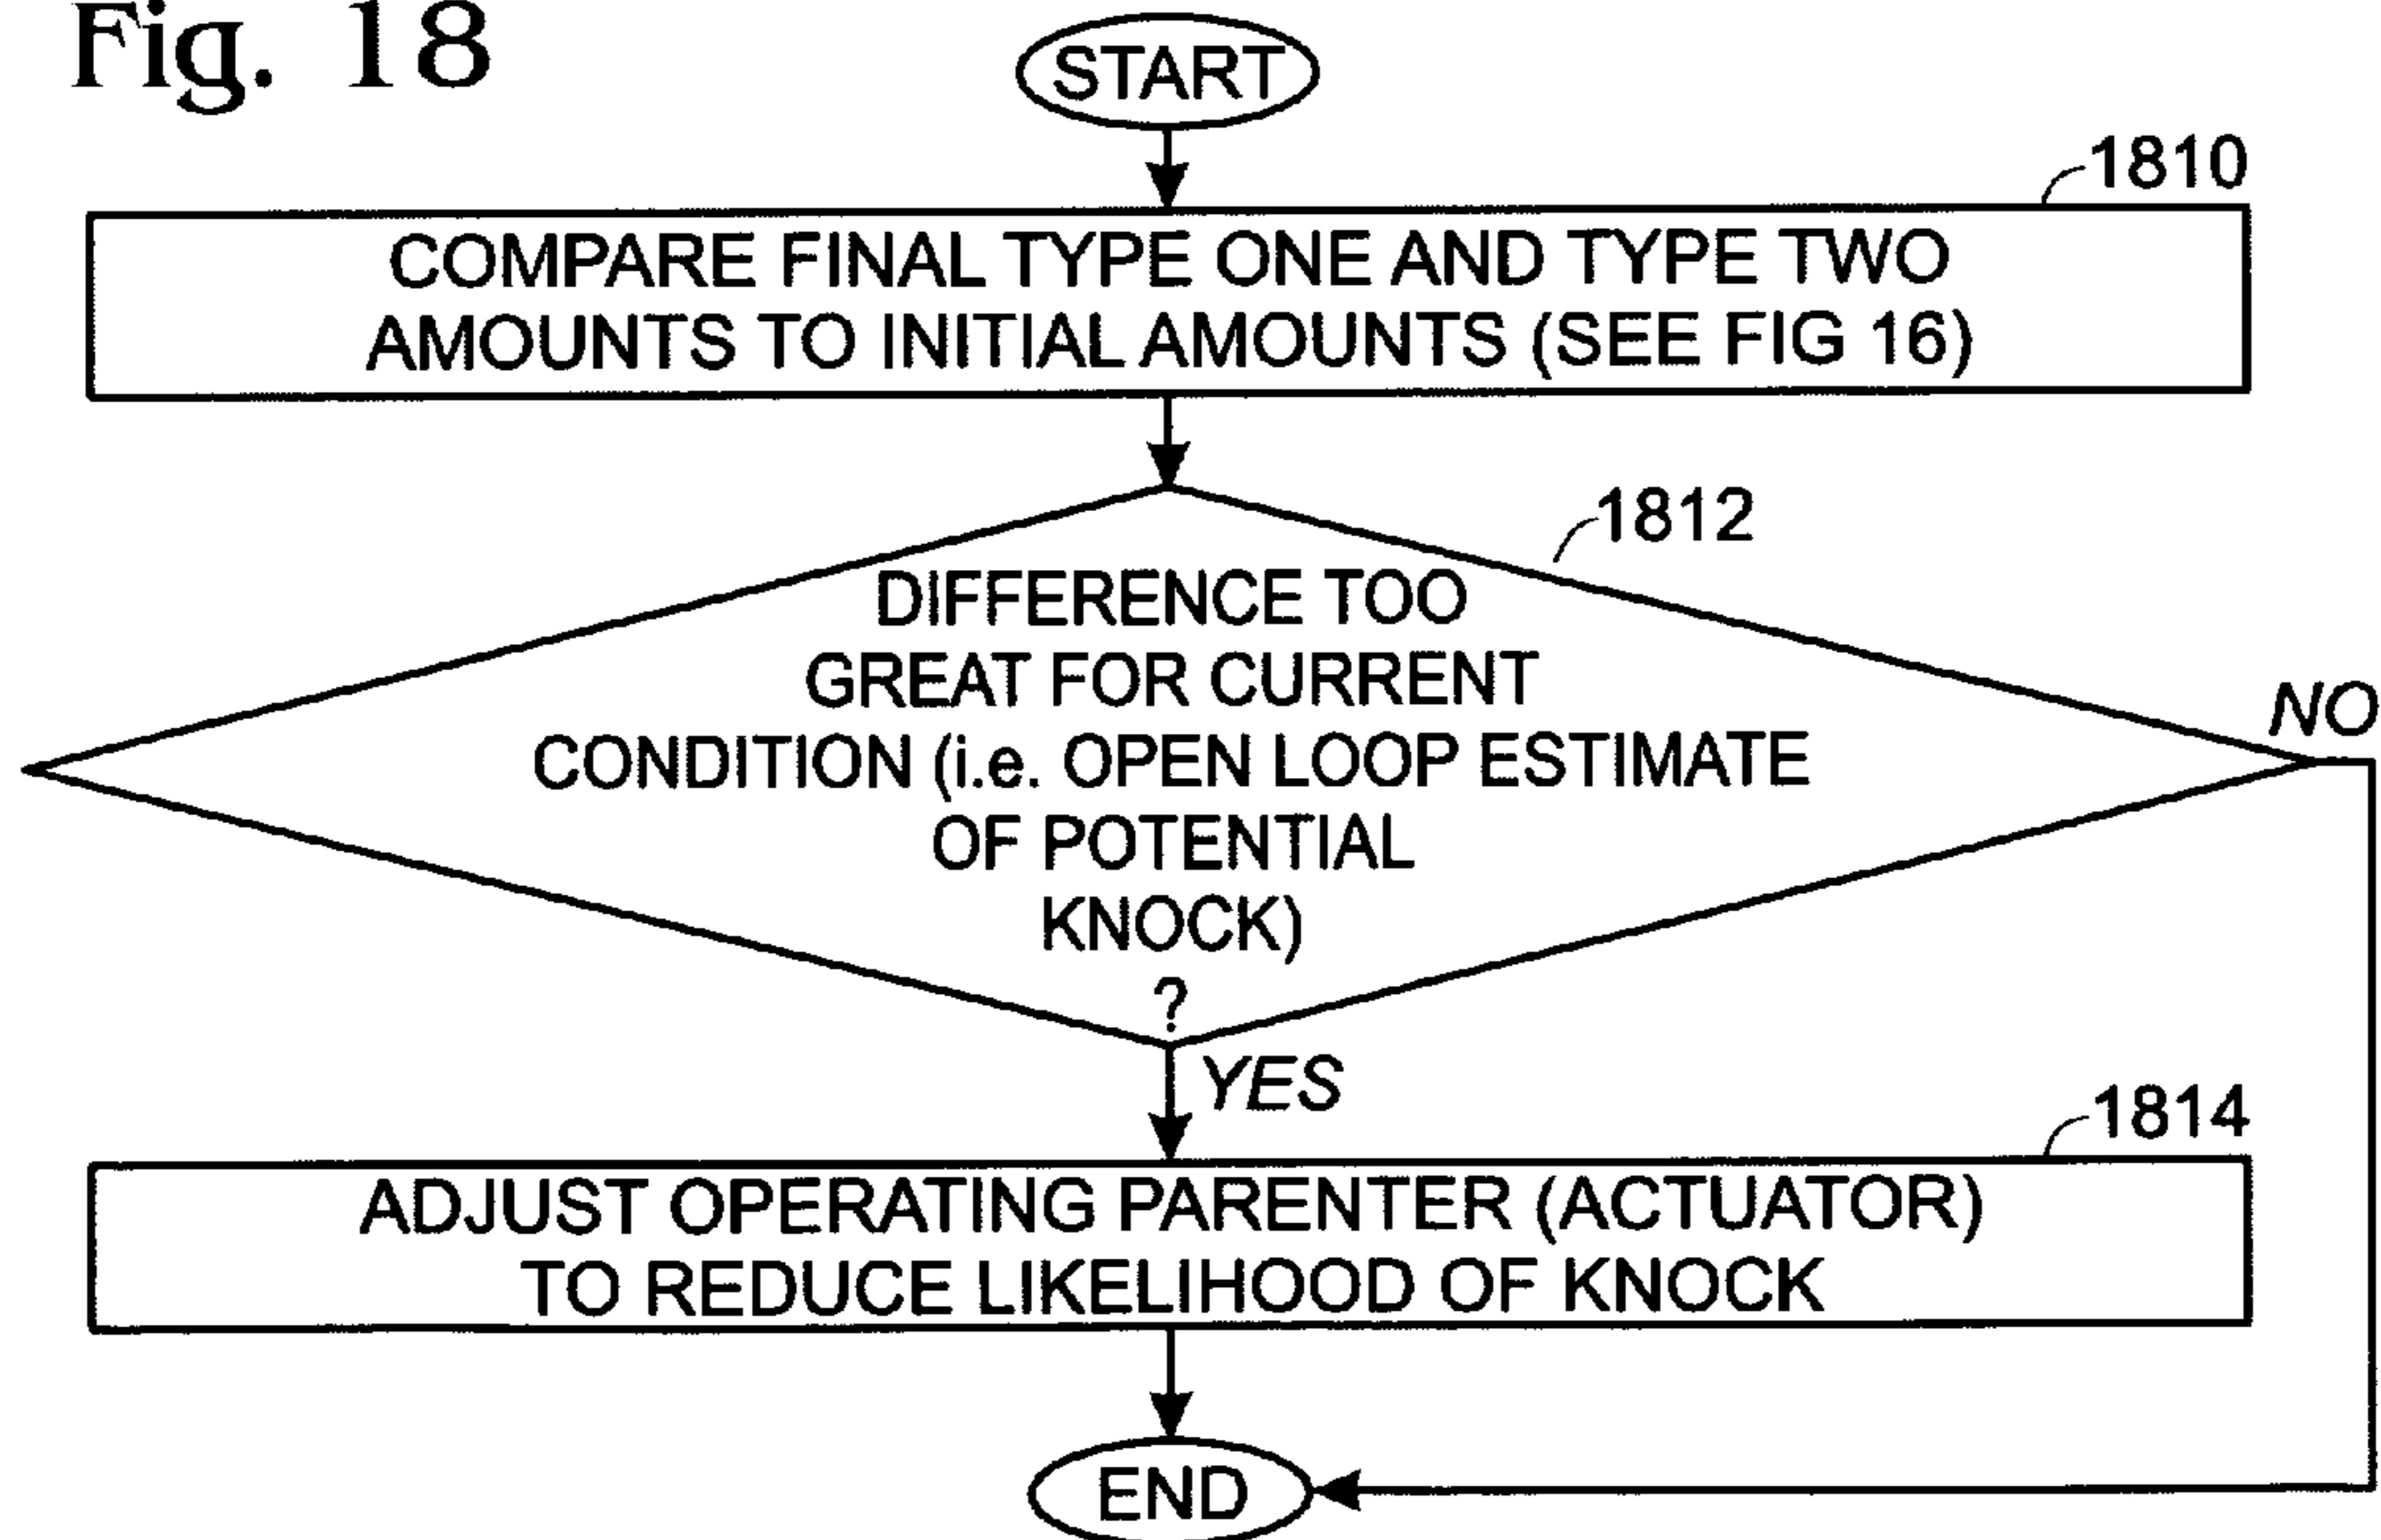 Fig. 18
START
1810
COMPARE FINAL TYPE ONE AND TYPE TWO
AMOUNTS TO INITIAL AMOUNTS (SEE FIG 16)
1812
DIFFERENCE TOO
GREAT FOR CURRENT
CONDITION (i.e. OPEN LOOP ESTIMATE
OF POTENTIAL
KNOCK)
?
NO
YES
1814
ADJUST OPERATING PARENTER (ACTUATOR)
TO REDUCE LIKELIHOOD OF KNOCK
END